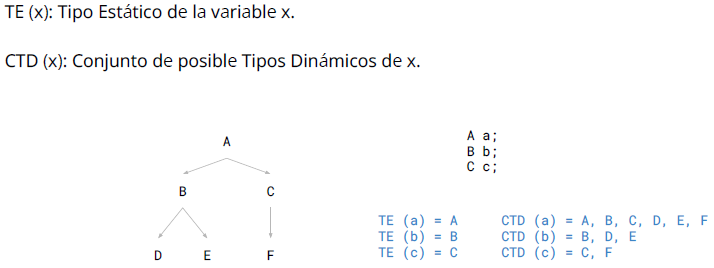 TE (x): Tipo Estático de la variable x.
CTD (x): Conjunto de posible Tipos Dinámicos de x.
A
B C
D E F
A a;
B b;
C c;
TE (a) = A CTD (a) = A, B, C, D, E, F
TE (b) = B CTD (b) = B, D, E
TE (c) = C CTD (c) = C, F